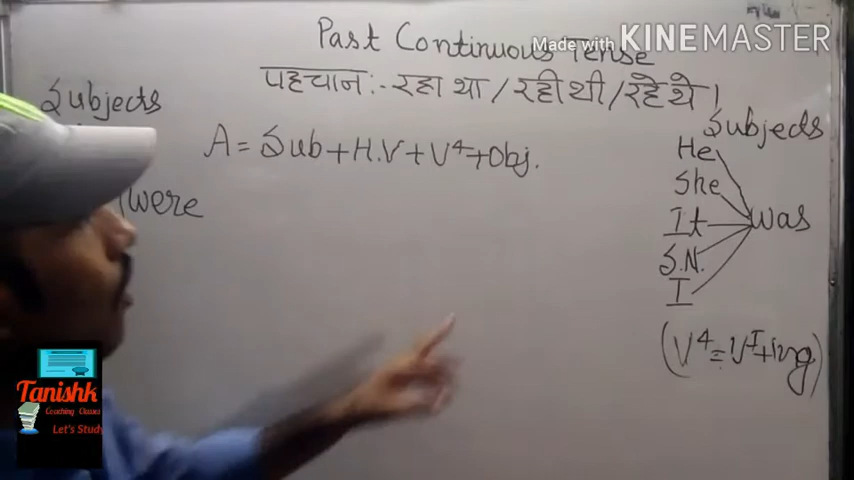 Past Continuous Tense
Made with KINEMASTER
पहचान :- रहा था / रही थी / रहे थे ।
Subjects
A = Sub + H.V + V4 + Obj.
were
Subjects
He
She
It
S.N.
I
was
(V4 = VI + ing)
Tanishk
Coaching Classes
Let's Study